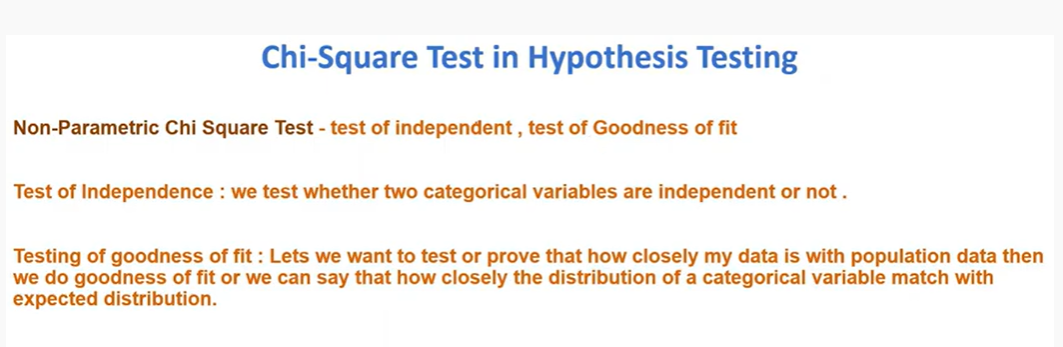 Chi-Square Test in Hypothesis Testing
Non-Parametric Chi Square Test - test of independent , test of Goodness of fit
Test of Independence : we test whether two categorical variables are independent or not .
Testing of goodness of fit : Lets we want to test or prove that how closely my data is with population data then
we do goodness of fit or we can say that how closely the distribution of a categorical variable match with
expected distribution.